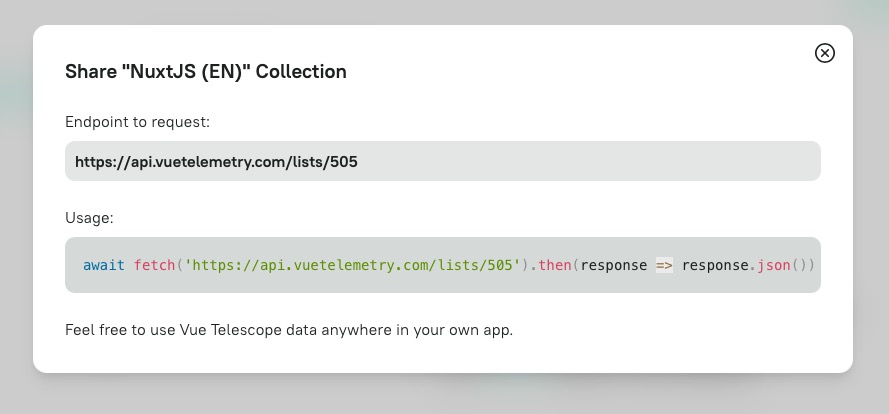 Share "NuxtJS (EN)" Collection
Endpoint to request:
https://api.vuetelemetry.com/lists/505
Usage:
await fetch('https://api.vuetelemetry.com/lists/505').then(response => response.json())
Feel free to use Vue Telescope data anywhere in your own app.